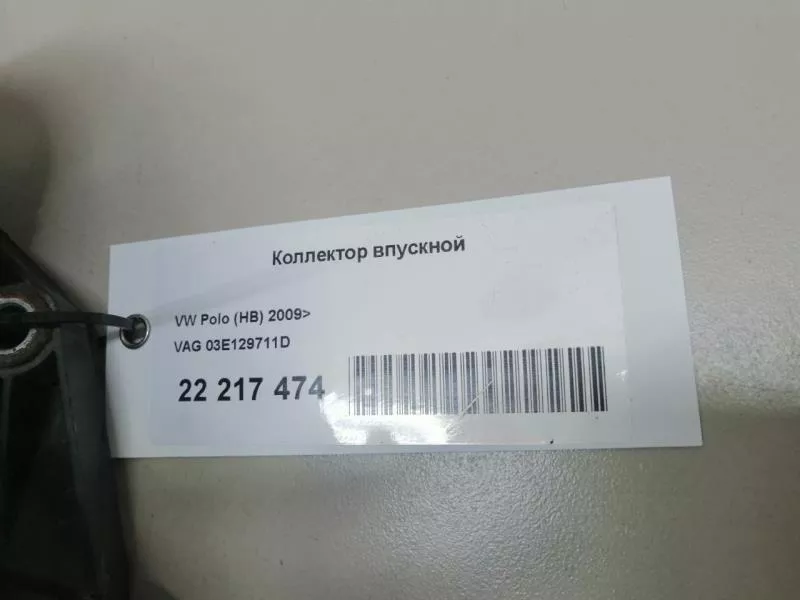 Коллектор впускной
VW Polo (HB) 2009>
VAG 03E129711D
22 217 474